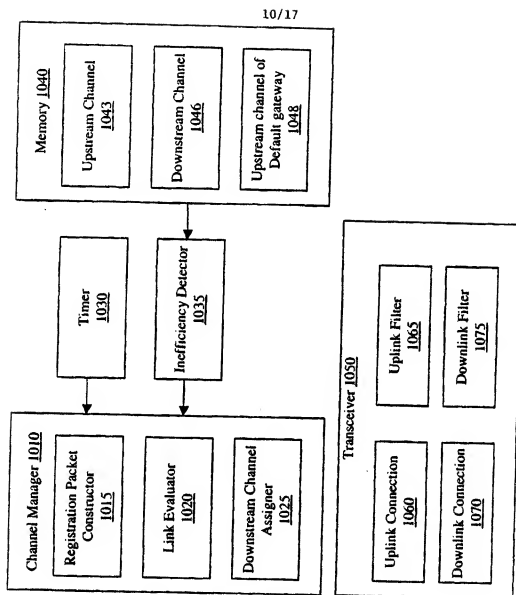 10/17
Channel Manager 1010
Registration Packet
Constructor
1015
Link Evaluator
1020
Downstream Channel
Assigner
1025
Timer
1030
Inefficiency Detector
1035
Memory 1040
Upstream Channel
1043
Downstream Channel
1046
Upstream channel of
Default gateway
1048
Transceiver 1050
Uplink Connection
1060
Uplink Filter
1065
Downlink Connection
1070
Downlink Filter
1075